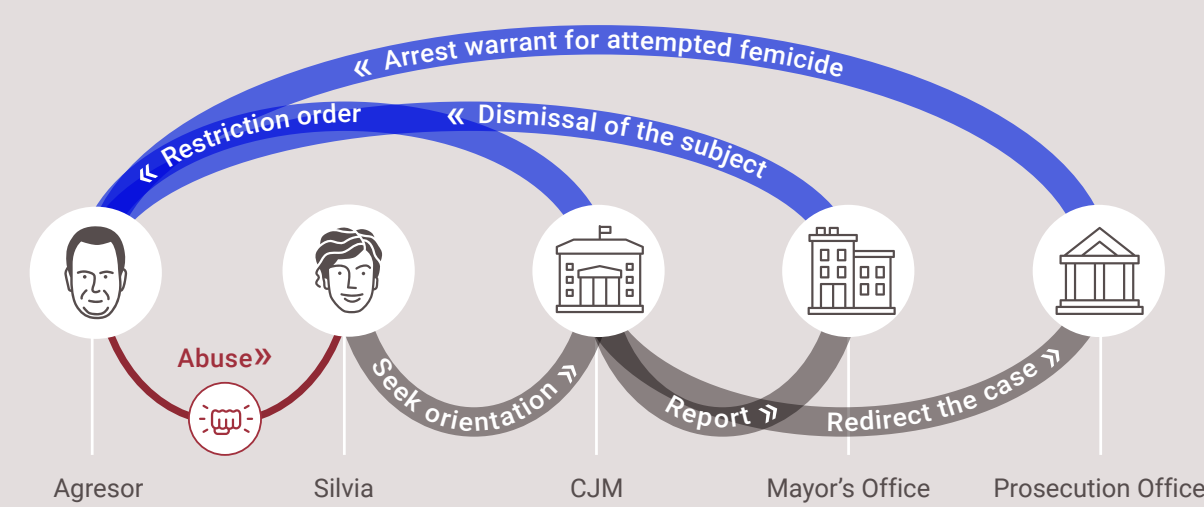 « Arrest warrant for attempted femicide
« Restriction order
« Dismissal of the subject
Abuse»
Seek orientation »
Report »
Redirect the case »
Agresor
Silvia
CJM
Mayor's Office
Prosecution Office